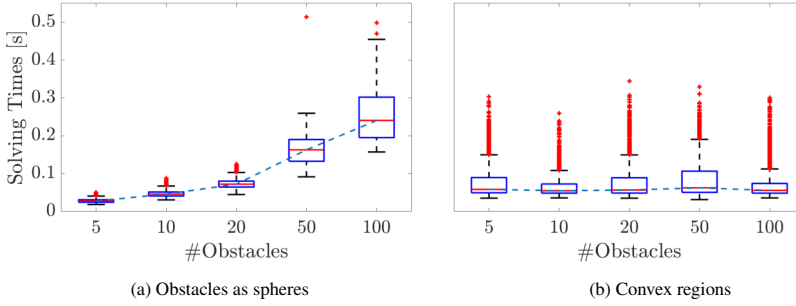 Solving Times [s]
0.5
0.4
0.3
0.2
0.1
0
5 10 20 50 100
#Obstacles
(a) Obstacles as spheres
5 10 20 50 100
#Obstacles
(b) Convex regions